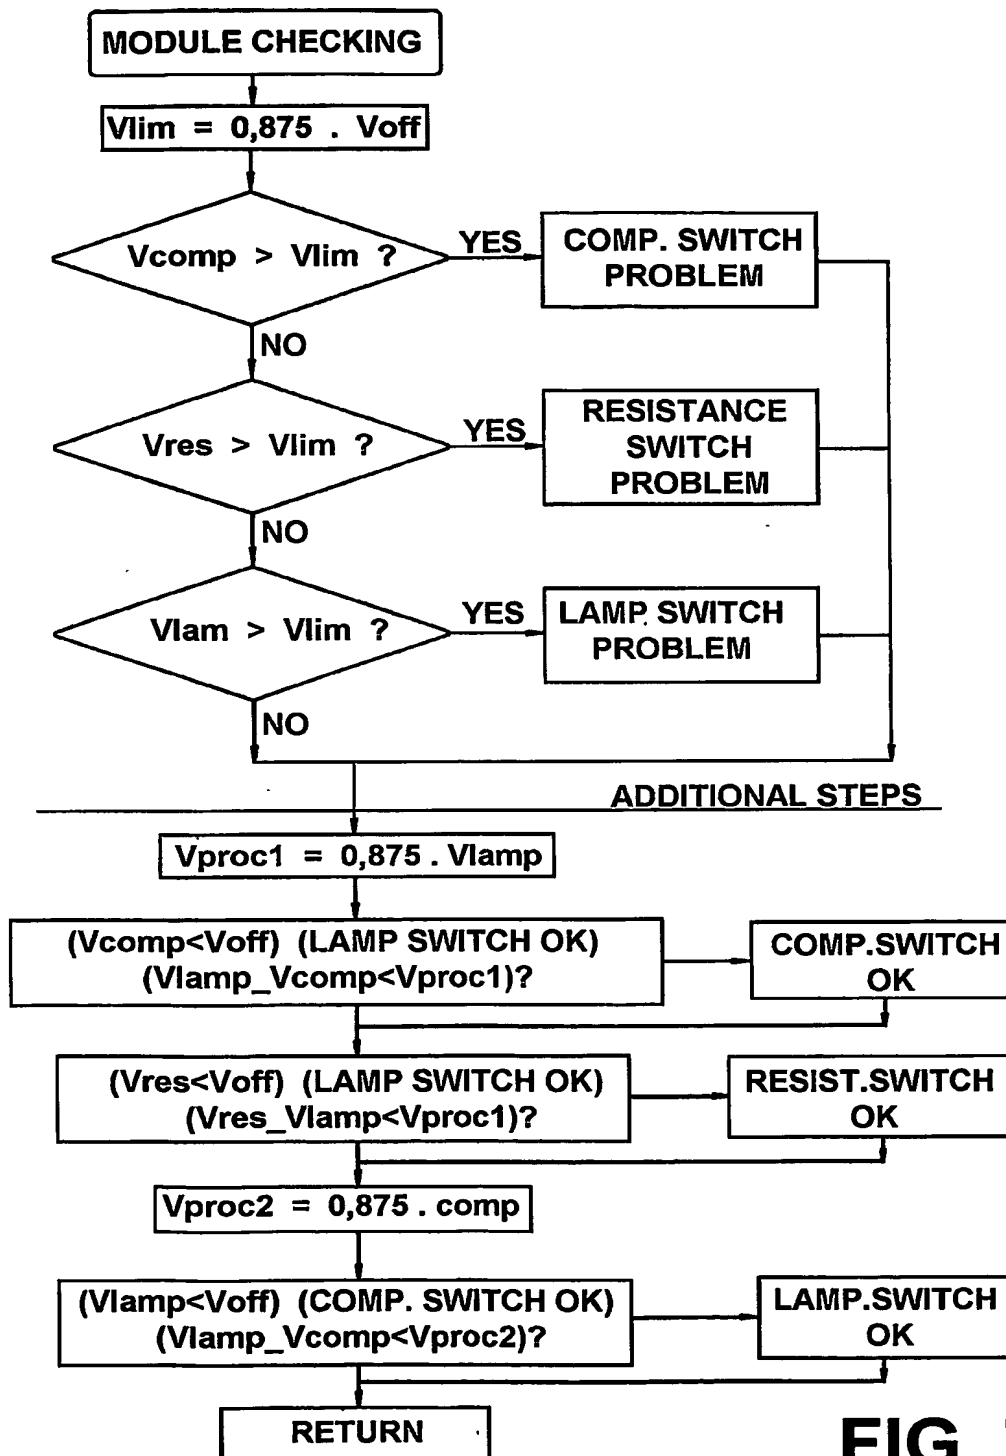 MODULE CHECKING
Vlim = 0,875 . Voff
Vcomp > Vlim ?
YES
COMP. SWITCH
PROBLEM
NO
Vres > Vlim ?
YES
RESISTANCE
SWITCH
PROBLEM
NO
Vlam > Vlim ?
YES
LAMP. SWITCH
PROBLEM
NO
ADDITIONAL STEPS
Vproc1 = 0,875 . Vlamp
(Vcomp<Voff) (LAMP SWITCH OK)
(Vlamp_Vcomp<Vproc1)?
COMP.SWITCH
OK
(Vres<Voff) (LAMP SWITCH OK)
(Vres_Vlamp<Vproc1)?
RESIST.SWITCH
OK
Vproc2 = 0,875 . comp
(Vlamp<Voff) (COMP. SWITCH OK)
(Vlamp_Vcomp<Vproc2)?
LAMP.SWITCH
OK
RETURN
FIG